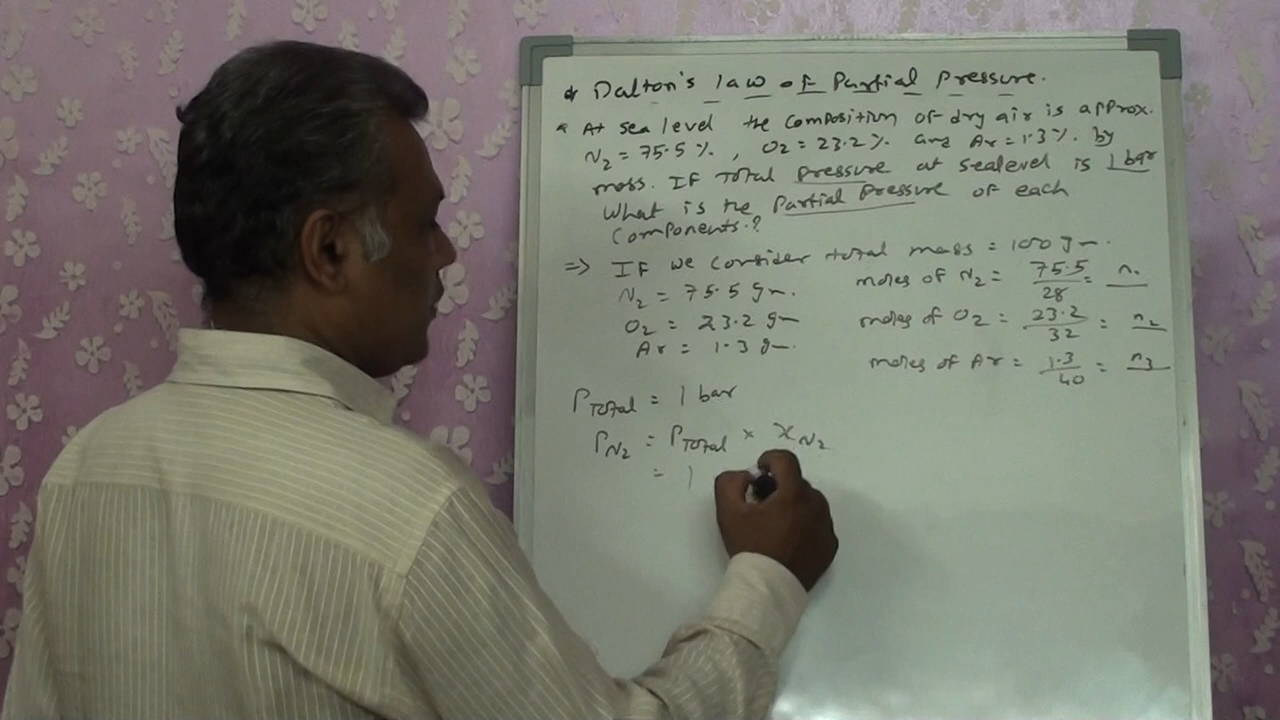 * Dalton's law of Partial Pressure.
* At sea level the composition of dry air is approx.
N2 = 75.5 %, O2 = 23.2 % and Ar = 1.3 %. by
mass. If Total pressure at sealevel is 1 bar
What is the Partial Pressure of each
components.?
=> If we consider total mass = 100 gm.
N2 = 75.5 gm.
moles of N2 = 75.5/28 = n1
O2 = 23.2 gm
moles of O2 = 23.2/32 = n2
Ar = 1.3 gm.
moles of Ar = 1.3/40 = n3
PTotal = 1 bar
PN2 = PTotal × xN2
= 1